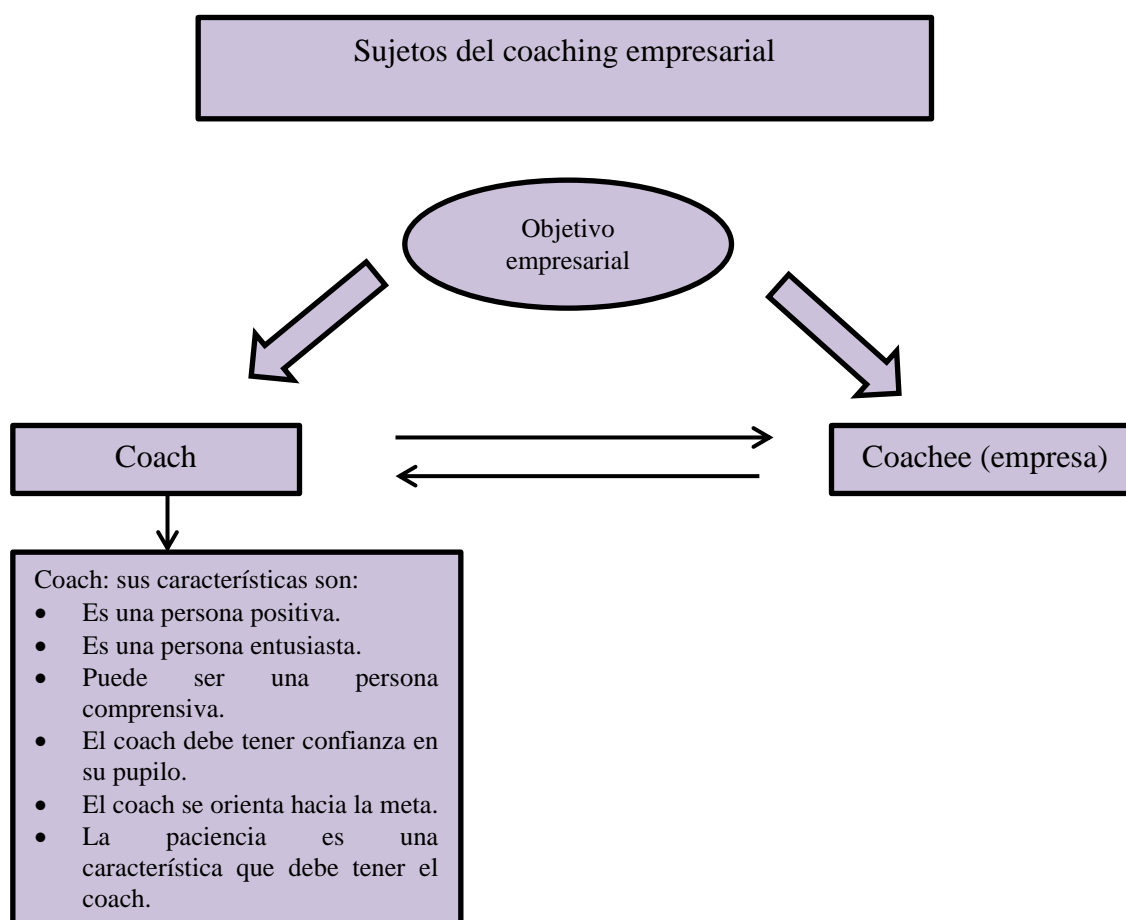 Sujetos del coaching empresarial
Objetivo
empresarial
Coach
Coachee (empresa)
Coach: sus características son:
• Es una persona positiva.
• Es una persona entusiasta.
• Puede ser una persona
comprensiva.
• El coach debe tener confianza en
su pupilo.
• El coach se orienta hacia la meta.
• La paciencia es una
característica que debe tener el
coach.